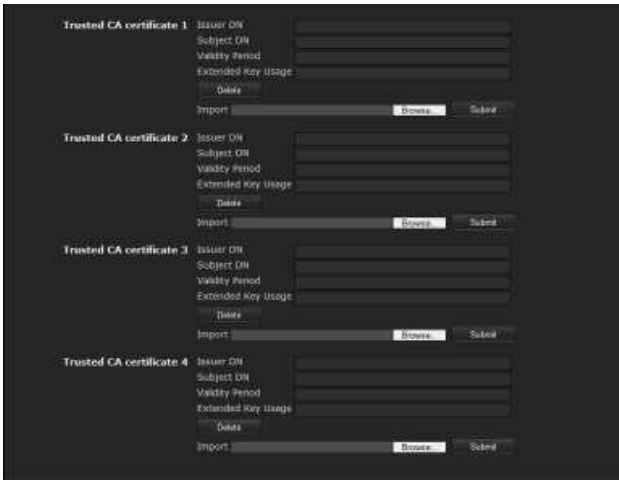 Trusted CA certificate 1 Issuer DN
Subject DN
Validity Period
Extended Key Usage
Delete
Import Browse... Submit
Trusted CA certificate 2 Issuer DN
Subject DN
Validity Period
Extended Key Usage
Delete
Import Browse... Submit
Trusted CA certificate 3 Issuer DN
Subject DN
Validity Period
Extended Key Usage
Delete
Import Browse... Submit
Trusted CA certificate 4 Issuer DN
Subject DN
Validity Period
Extended Key Usage
Delete
Import Browse... Submit